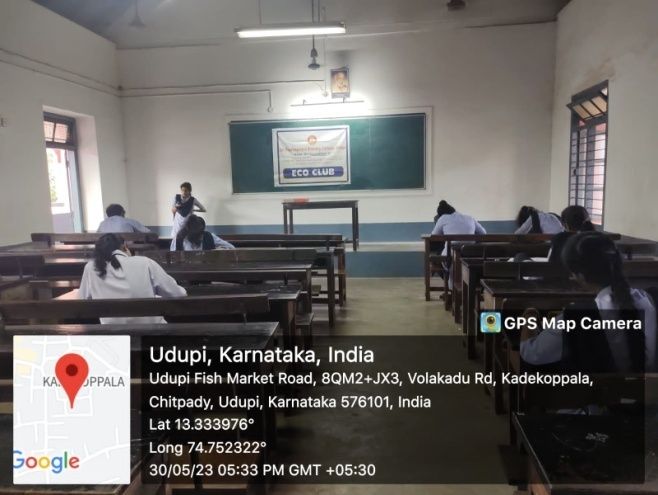 ECO CLUB
GPS Map Camera
KA
OPPALA
Google
Udupi, Karnataka, India
Udupi Fish Market Road, 8QM2+JX3, Volakadu Rd, Kadekoppala,
Chitpady, Udupi, Karnataka 576101, India
Lat 13.333976°
Long 74.752322°
30/05/23 05:33 PM GMT +05:30